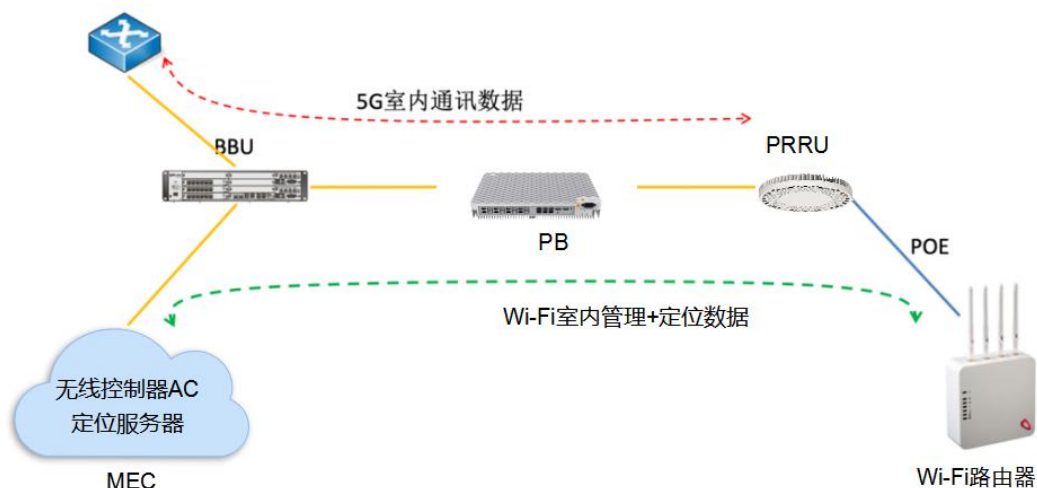 5G室内通讯数据
BBU
PRRU
PB
POE
Wi-Fi室内管理+定位数据
无线控制器AC
定位服务器
MEC
Wi-Fi路由器